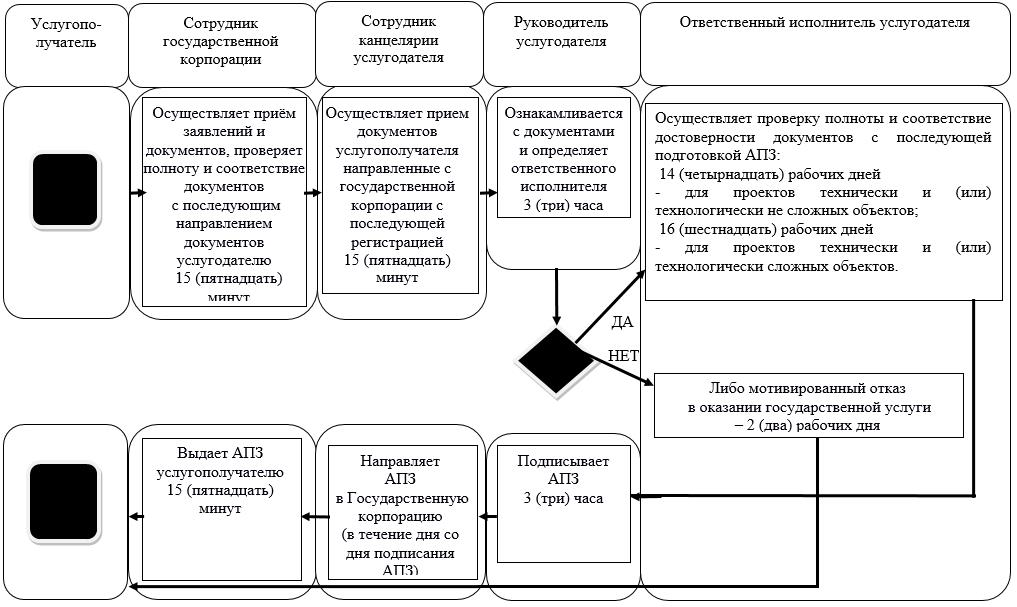 Услугопо-
лучатель
Сотрудник
государственной
корпорации
Сотрудник
канцелярии
услугодателя
Руководитель
услугодателя
Ответственный исполнитель услугодателя
Осуществляет приём
заявлений и
документов, проверяет
полноту и соответствие
документов
с последующим
направлением
документов
услугодателю
15 (пятнадцать)
минут
Осуществляет прием
документов
услугополучателя
направленные с
государственной
корпорации с
последующей
регистрацией
15 (пятнадцать)
минут
Ознакамливается
с документами
и определяет
ответственного
исполнителя
3 (три) часа
Осуществляет проверку полноты и соответствие
достоверности документов с последующей
подготовкой АПЗ:
14 (четырнадцать) рабочих дней
- для проектов технически и (или)
технологически не сложных объектов;
16 (шестнадцать) рабочих дней
- для проектов технически и (или)
технологически сложных объектов.
ДА
НЕТ
Либо мотивированный отказ
в оказании государственной услуги
– 2 (два) рабочих дня
Выдает АПЗ
услугополучателю
15 (пятнадцать)
минут
Направляет
АПЗ
в Государственную
корпорацию
(в течение дня со
дня подписания
АПЗ)
Подписывает
АПЗ
3 (три) часа